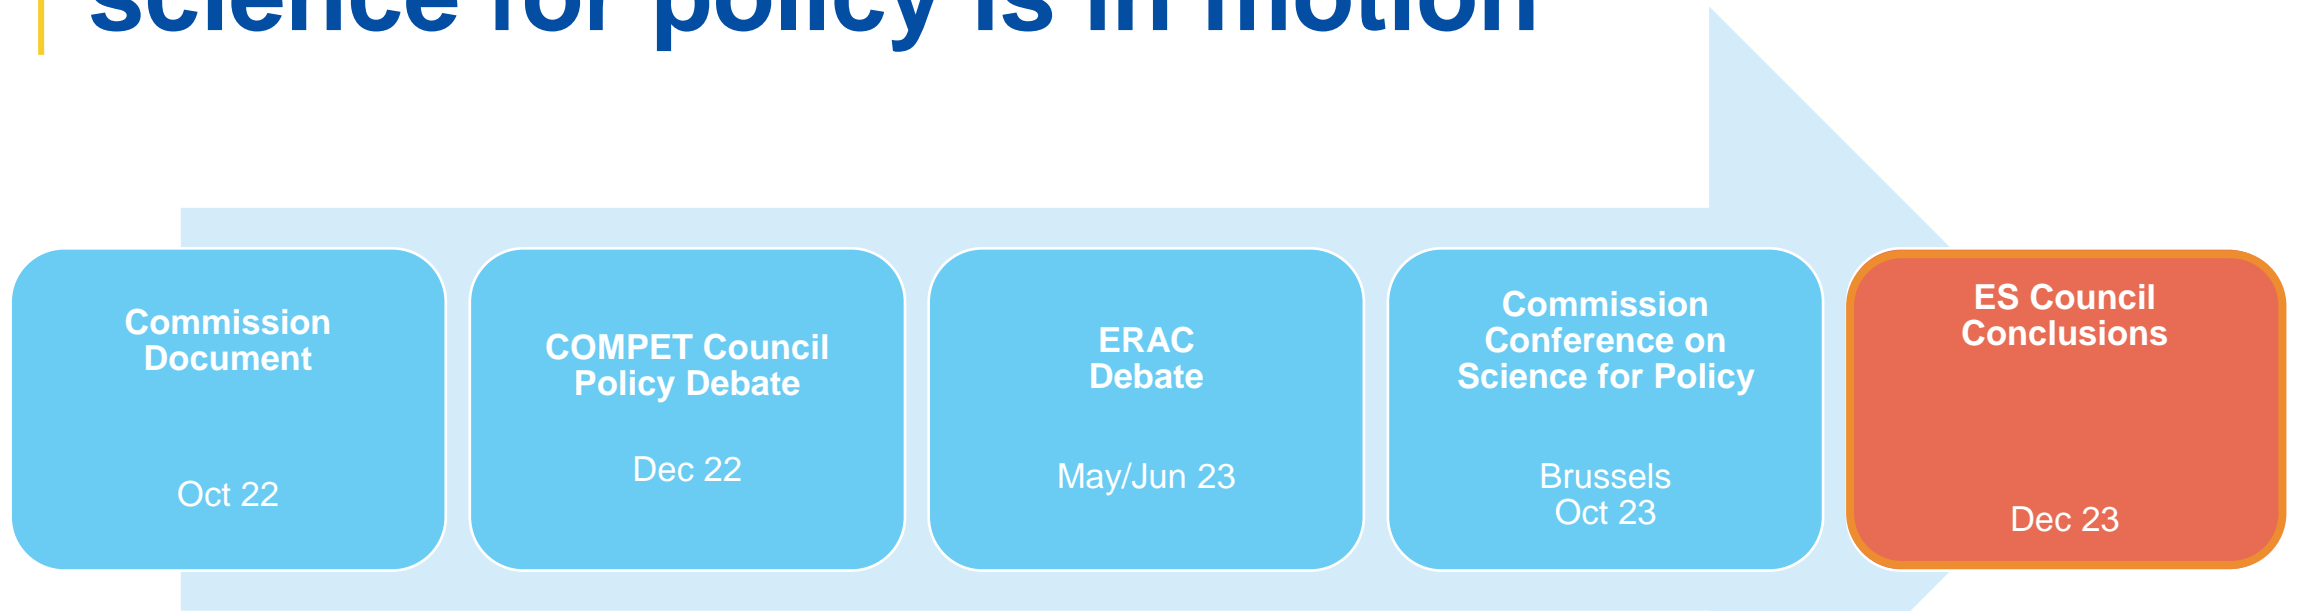 science for policy is in motion
Commission
Document
Oct 22
COMPET Council
Policy Debate
Dec 22
ERAC
Debate
May/Jun 23
Commission
Conference on
Science for Policy
Brussels
Oct 23
ES Council
Conclusions
Dec 23